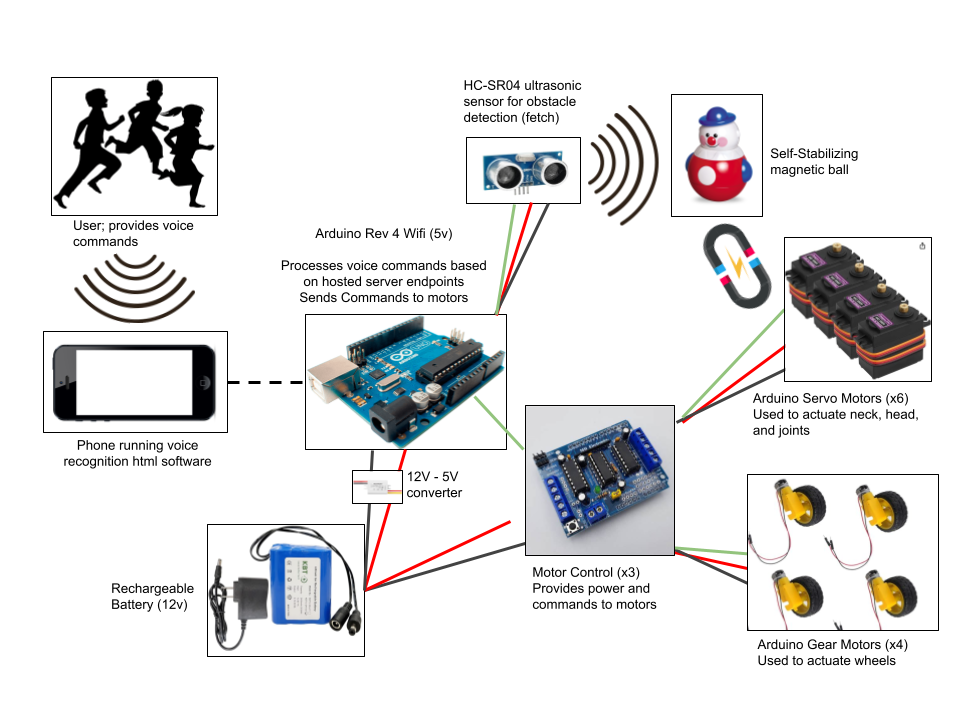 HC-SR04 ultrasonic
sensor for obstacle
detection (fetch)
Self-Stabilizing
magnetic ball
User; provides voice
commands
Arduino Rev 4 Wifi (5v)
Processes voice commands based
on hosted server endpoints
Sends Commands to motors
Arduino Servo Motors (x6)
Used to actuate neck, head,
and joints
Phone running voice
recognition html software
12V - 5V
converter
Rechargeable
Battery (12v)
KBT
Motor Control (x3)
Provides power and
commands to motors
Arduino Gear Motors (x4)
Used to actuate wheels